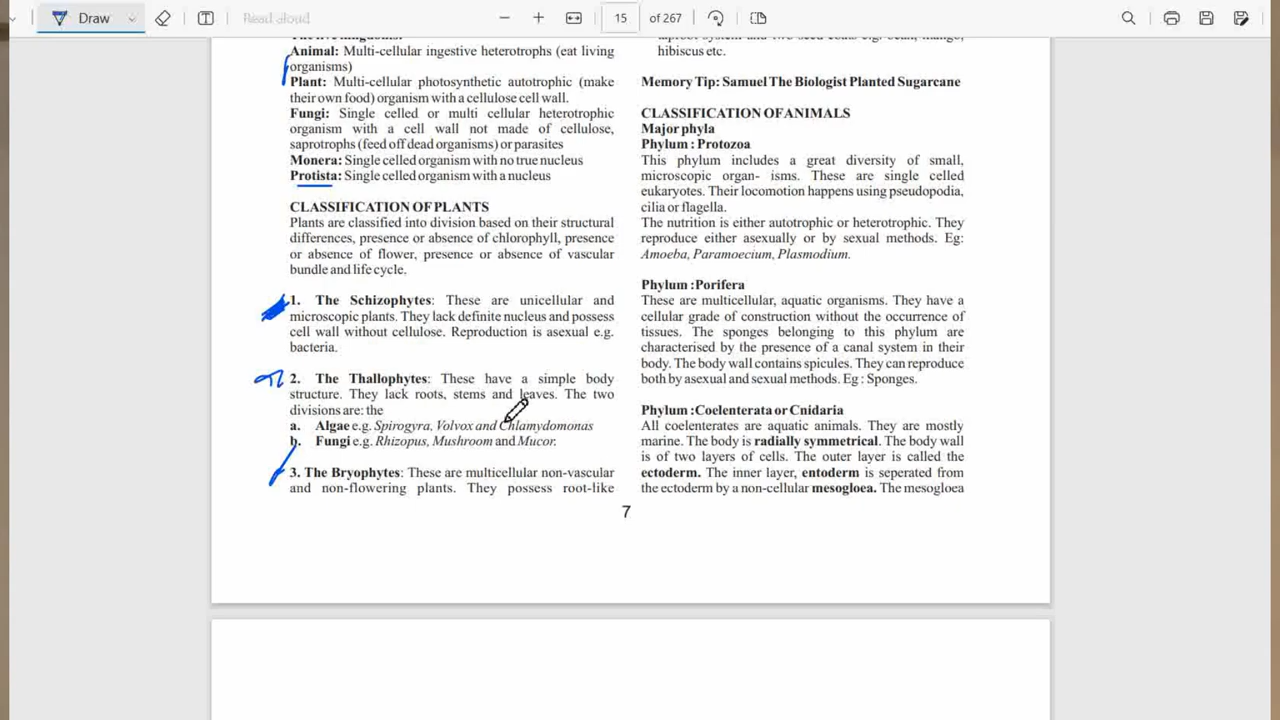 Draw
Read aloud
15 of 267
Animal: Multi-cellular ingestive heterotrophs (eat living
organisms)
Plant: Multi-cellular photosynthetic autotrophic (make
their own food) organism with a cellulose cell wall.
Fungi: Single celled or multi cellular heterotrophic
organism with a cell wall not made of cellulose,
saprotrophs (feed off dead organisms) or parasites
Monera: Single celled organism with no true nucleus
Protista: Single celled organism with a nucleus
CLASSIFICATION OF PLANTS
Plants are classified into division based on their structural
differences, presence or absence of chlorophyll, presence
or absence of flower, presence or absence of vascular
bundle and life cycle.
1. The Schizophytes: These are unicellular and
microscopic plants. They lack definite nucleus and possess
cell wall without cellulose. Reproduction is asexual e.g.
bacteria.
2. The Thallophytes: These have a simple body
structure. They lack roots, stems and leaves. The two
divisions are: the
a. Algae e.g. Spirogyra, Volvox and Chlamydomonas
b. Fungi e.g. Rhizopus, Mushroom and Mucor.
3. The Bryophytes: These are multicellular non-vascular
and non-flowering plants. They possess root-like
hibiscus etc.
Memory Tip: Samuel The Biologist Planted Sugarcane
CLASSIFICATION OF ANIMALS
Major phyla
Phylum : Protozoa
This phylum includes a great diversity of small,
microscopic organ- isms. These are single celled
eukaryotes. Their locomotion happens using pseudopodia,
cilia or flagella.
The nutrition is either autotrophic or heterotrophic. They
reproduce either asexually or by sexual methods. Eg:
Amoeba, Paramoecium, Plasmodium.
Phylum :Porifera
These are multicellular, aquatic organisms. They have a
cellular grade of construction without the occurrence of
tissues. The sponges belonging to this phylum are
characterised by the presence of a canal system in their
body. The body wall contains spicules. They can reproduce
both by asexual and sexual methods. Eg : Sponges.
Phylum :Coelenterata or Cnidaria
All coelenterates are aquatic animals. They are mostly
marine. The body is radially symmetrical. The body wall
is of two layers of cells. The outer layer is called the
ectoderm. The inner layer, entoderm is seperated from
the ectoderm by a non-cellular mesogloea. The mesogloea
7